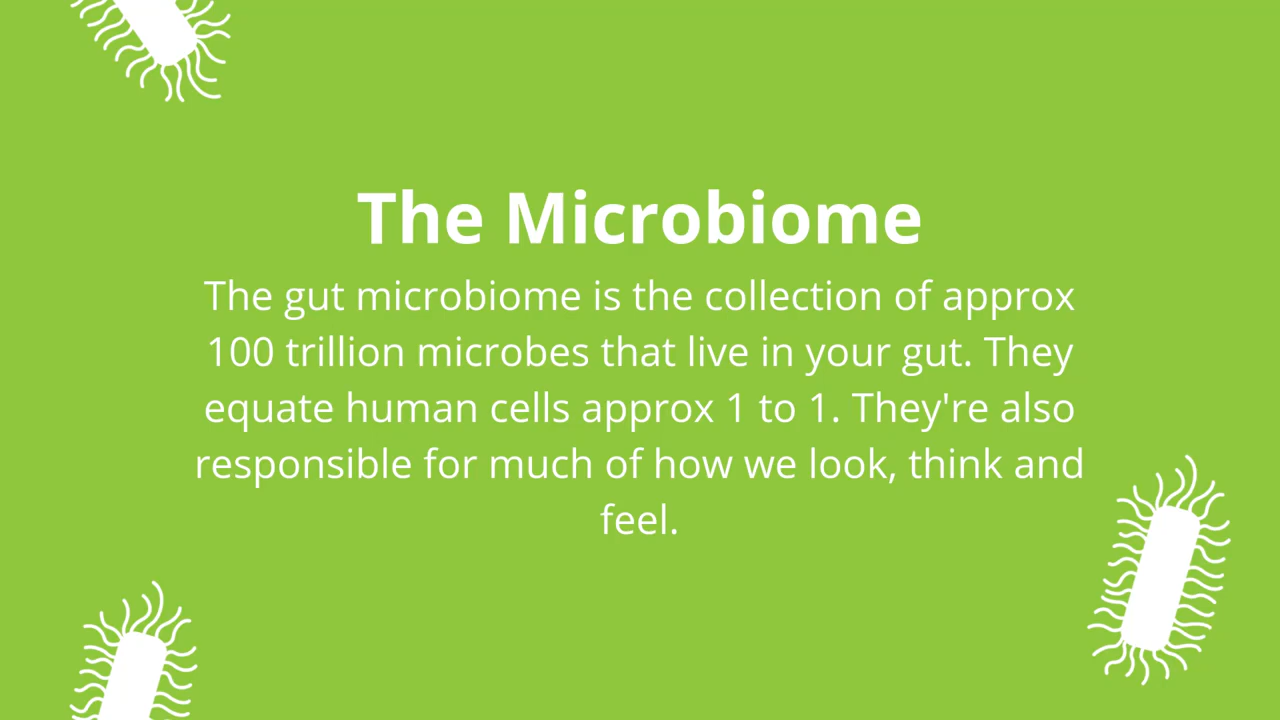 The Microbiome
The gut microbiome is the collection of approx
100 trillion microbes that live in your gut. They
equate human cells approx 1 to 1. They're also
responsible for much of how we look, think and
feel.